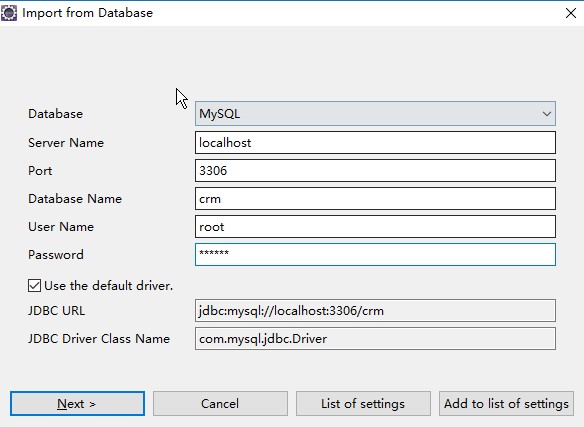 Import from Database
Database MySQL
Server Name localhost
Port 3306
Database Name crm
User Name root
Password ******
Use the default driver.
JDBC URL jdbc:mysql://localhost:3306/crm
JDBC Driver Class Name com.mysql.jdbc.Driver
Next > Cancel List of settings Add to list of settings